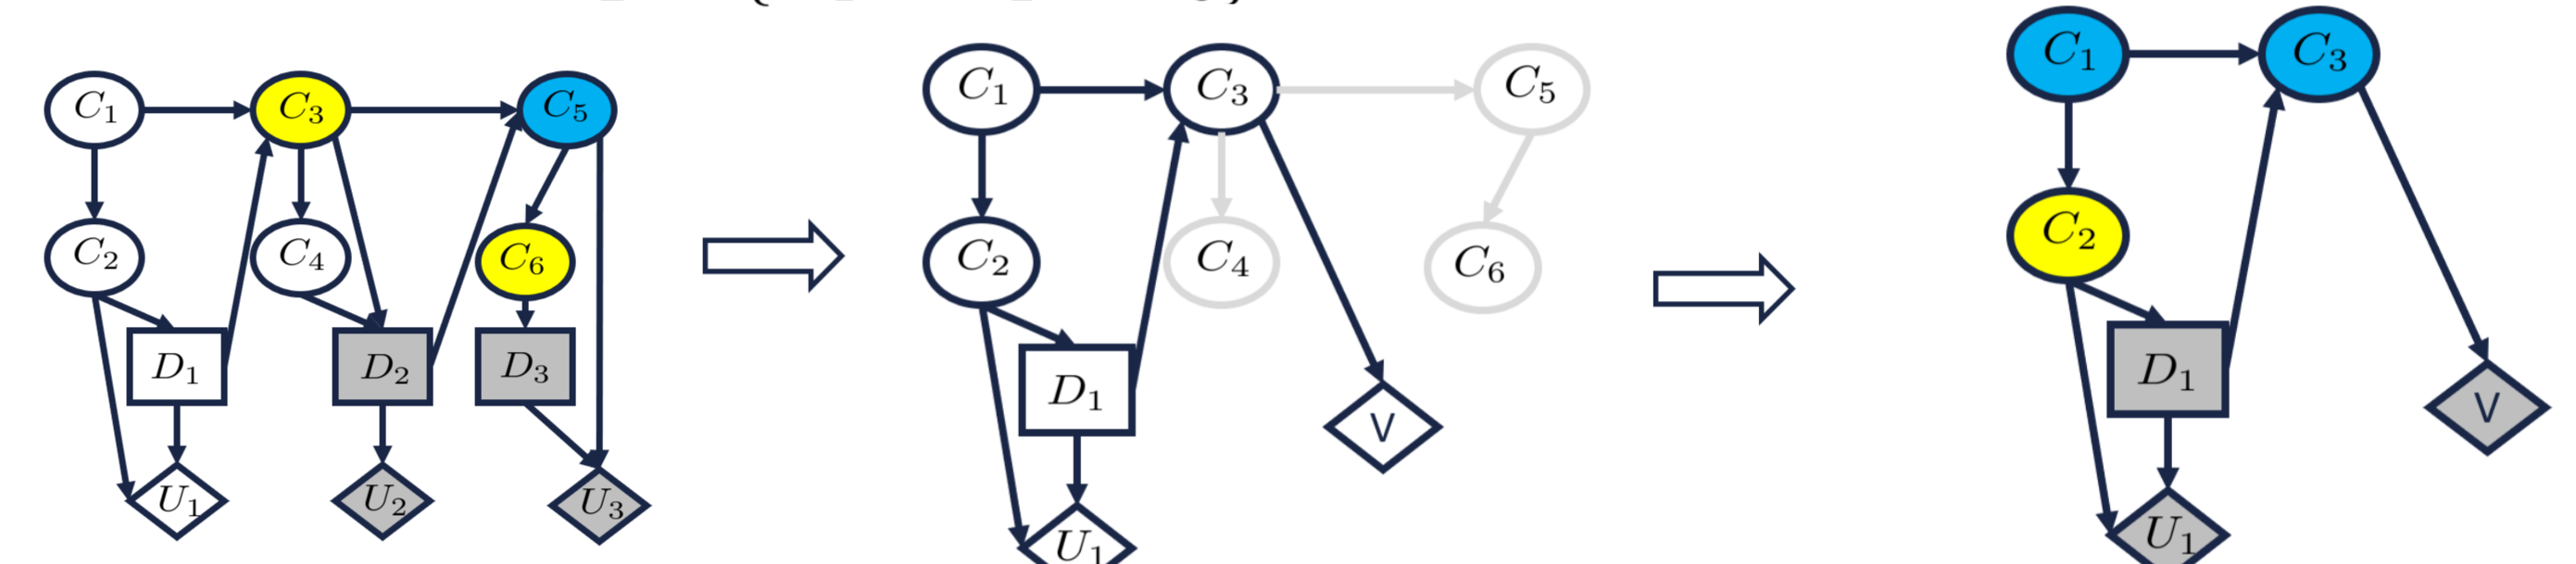 C₁ C₃ C₅
C₂ C₄ C₆
D₁ D₂ D₃
U₁ U₂ U₃
C₁ C₃ C₅
C₂ C₄ C₆
D₁ V
U₁
C₁ C₃
C₂
D₁ V
U₁